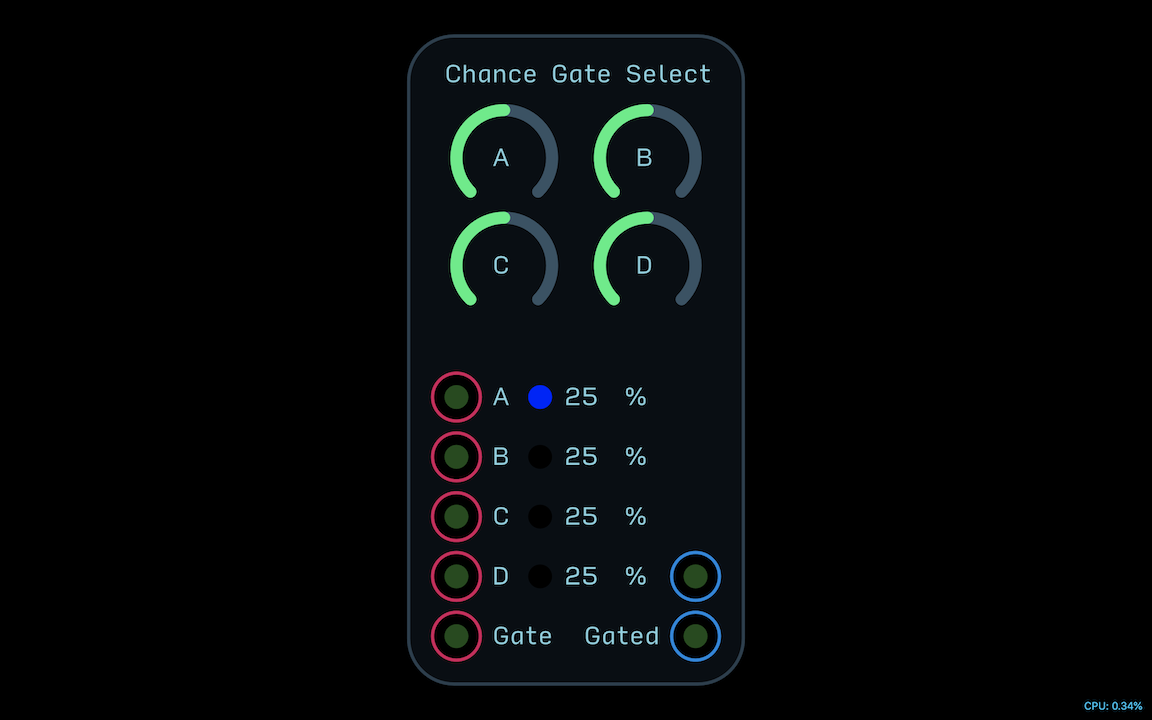 Chance Gate Select
A B
C D
A 25 %
B 25 %
C 25 %
D 25 %
Gate Gated
CPU: 0.34%